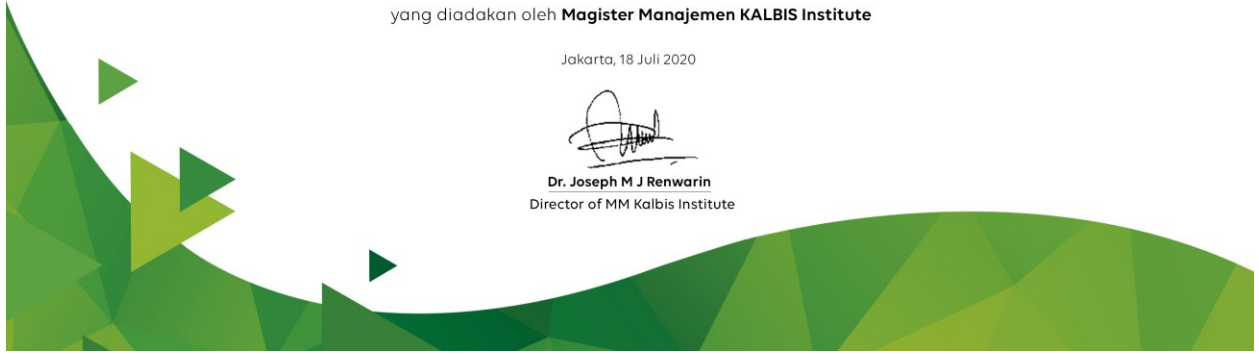 yang diadakan oleh Magister Manajemen KALBIS Institute
Jakarta, 18 Juli 2020
Dr. Joseph M J Renwarin
Director of MM Kalbis Institute